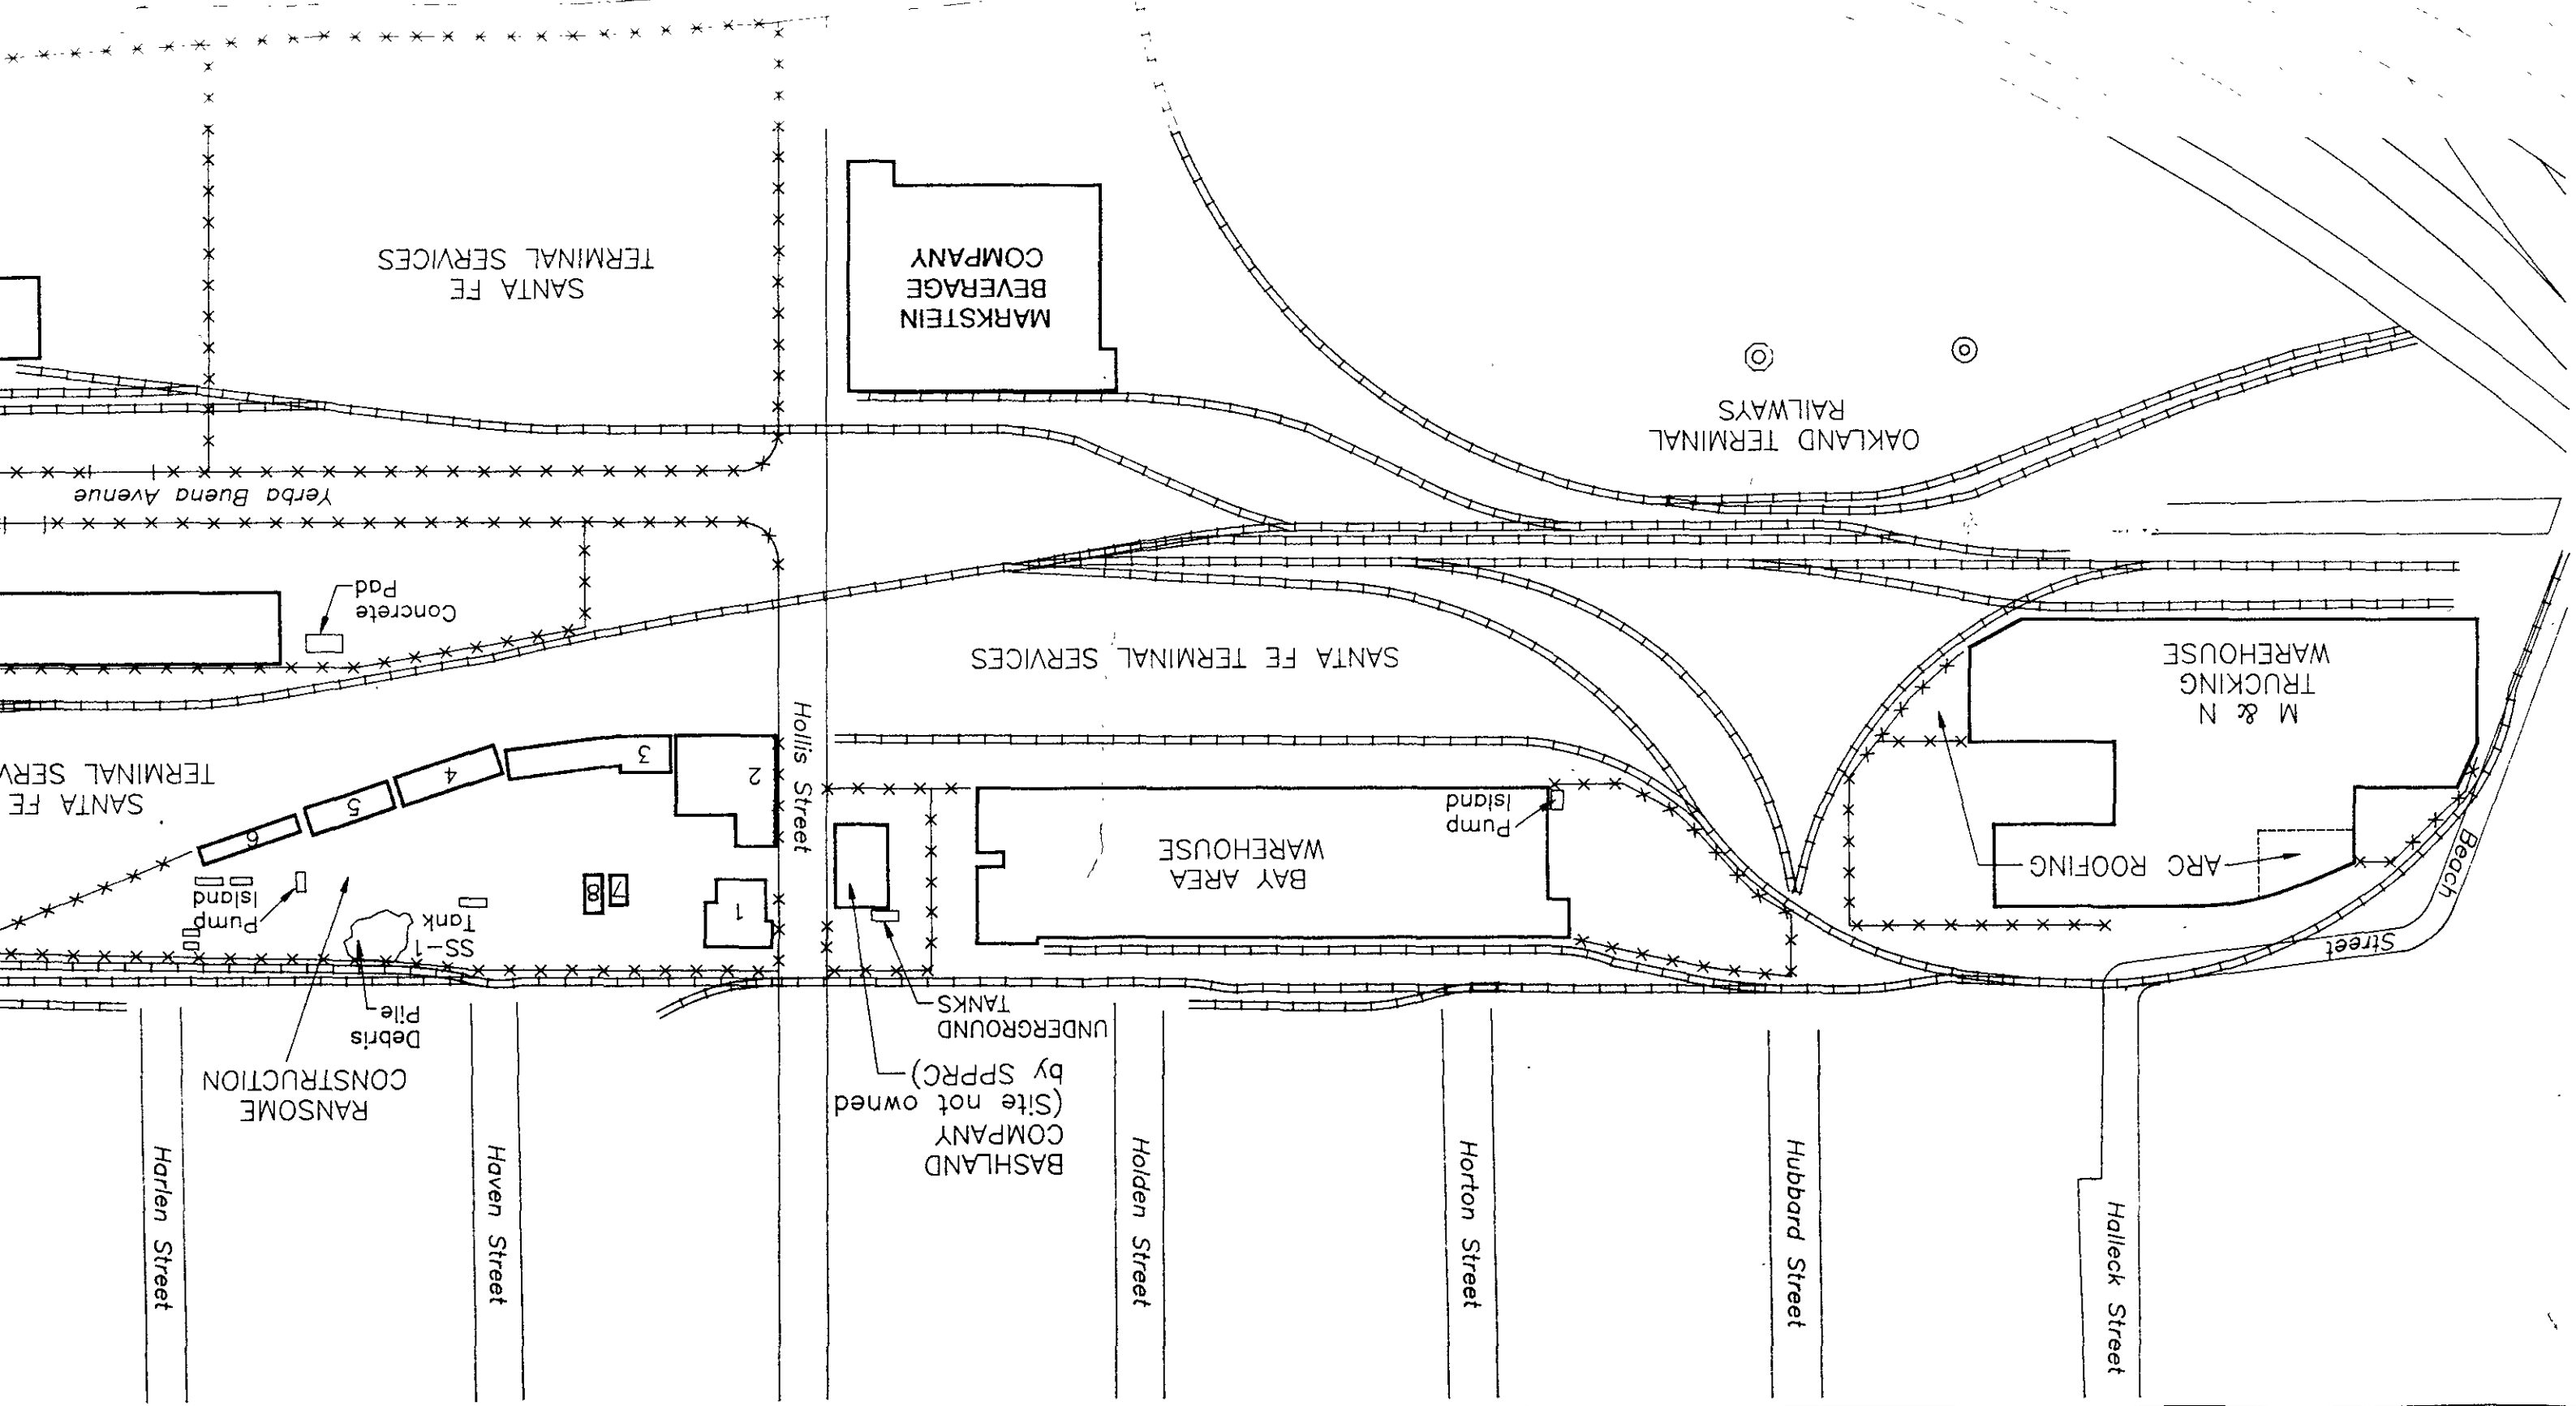 SANTA FE
TERMINAL SERVICES
MARKSTEIN
BEVERAGE
COMPANY
OAKLAND TERMINAL
RAILWAYS
Yerba Buena Avenue
Concrete
Pad
SANTA FE TERMINAL SERVICES
M & N
TRUCKING
WAREHOUSE
Hollis Street
SANTA FE
TERMINAL SERV
1
2
3
4
5
6
7
8
Pump
Island
SS-1
Tank
Debris
Pile
RANSOME
CONSTRUCTION
BAY AREA
WAREHOUSE
Pump
Island
ARC ROOFING
Beach
Street
UNDERGROUND
TANKS
BASHLAND
COMPANY
(Site not owned
by SPPRC)
Harlen Street
Haven Street
Holden Street
Horton Street
Hubbard Street
Halleck Street